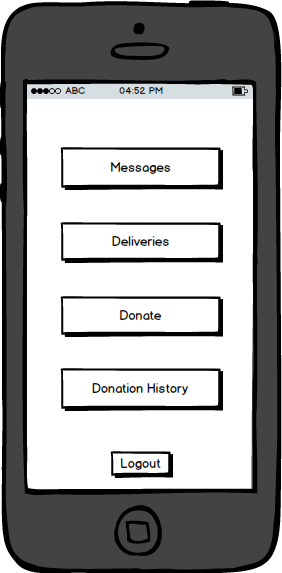 ABC 04:52 PM
Messages
Deliveries
Donate
Donation History
Logout